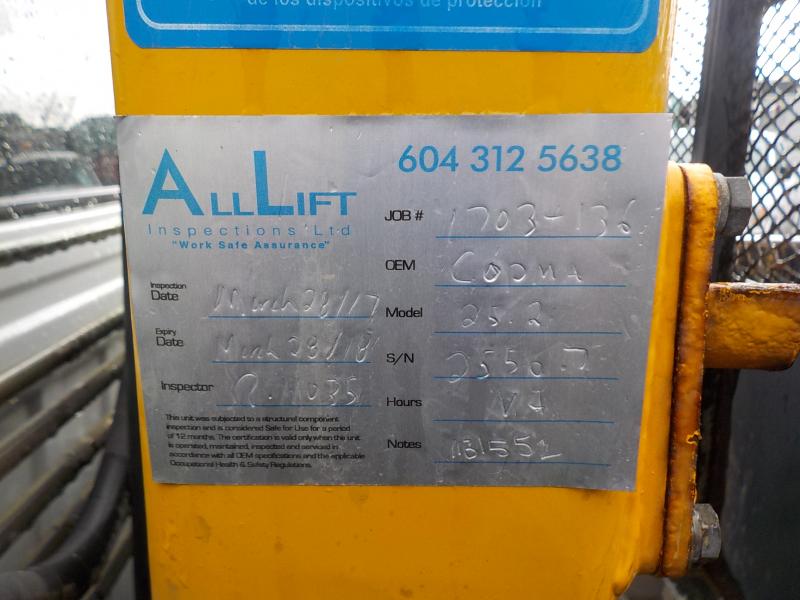 de los dispositivos de protección
ALLLIFT
Inspections Ltd
"Work Safe Assurance"
604 312 5638
JOB # 1703-136
OEM COPMA
Model 25.2
S/N
Hours
Notes
Inspection
Date March 28/17
Expiry
Date March 28/18
Inspector
This unit was subjected to a structural component
inspection and is considered Safe for Use for a period
of 12 months. The certification is valid only when the unit
is operated, maintained, inspected and serviced in
accordance with all OEM specifications and the applicable
Occupational Health & Safety Regulations.